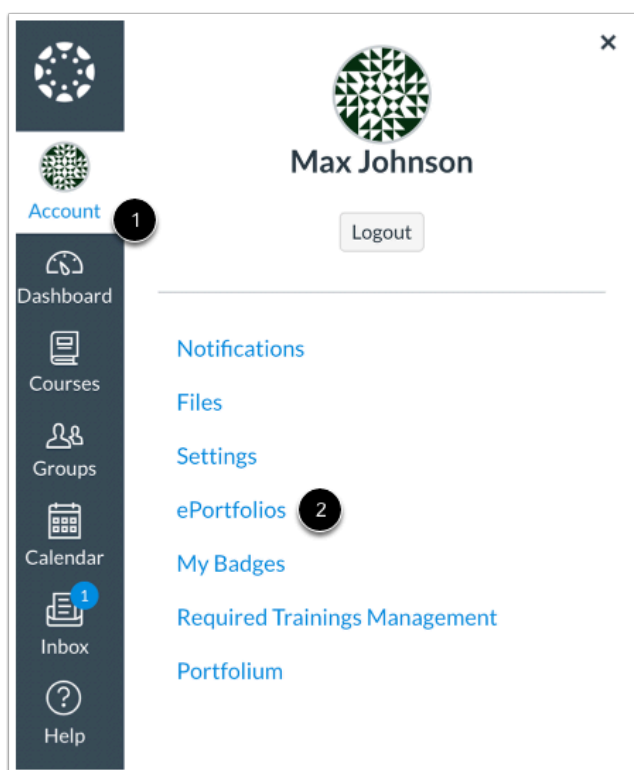 Account
1
Dashboard
Courses
Groups
Calendar
1
Inbox
Help
×
Max Johnson
Logout
Notifications
Files
Settings
ePortfolios 2
My Badges
Required Trainings Management
Portfolium